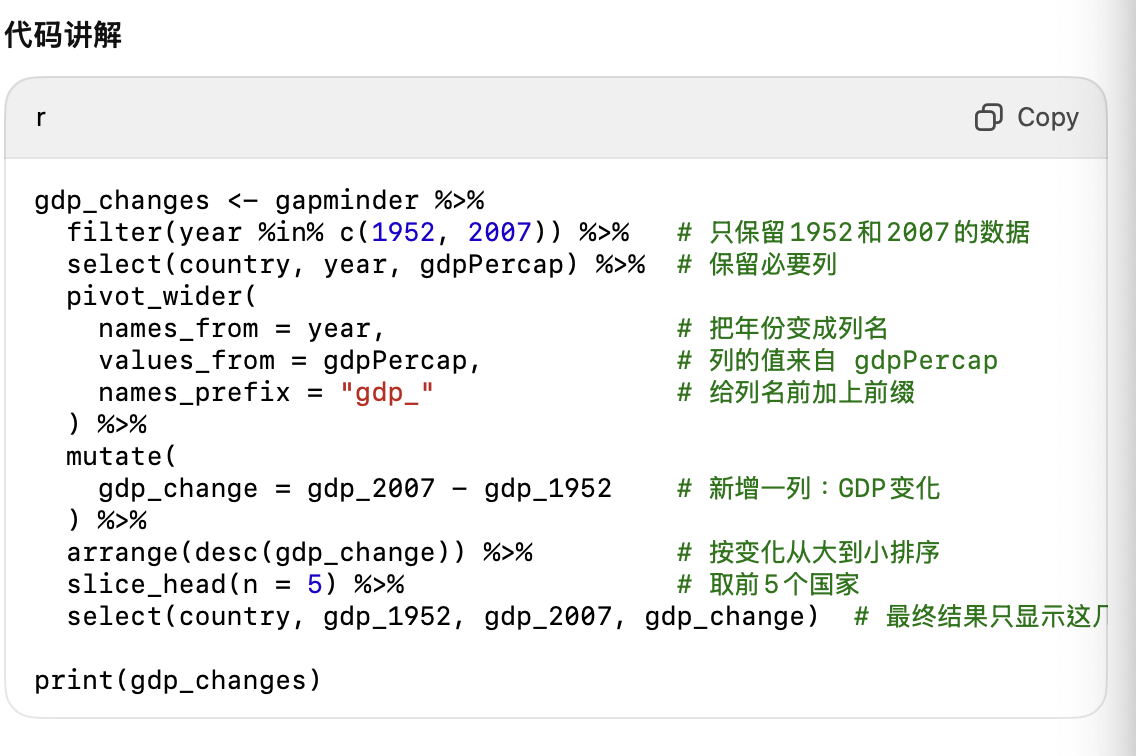 代码讲解
r
Copy
gdp_changes <- gapminder %>%
  filter(year %in% c(1952, 2007)) %>%   # 只保留1952和2007的数据
  select(country, year, gdpPercap) %>%  # 保留必要列
  pivot_wider(
    names_from = year,                  # 把年份变成列名
    values_from = gdpPercap,            # 列的值来自 gdpPercap
    names_prefix = "gdp_"               # 给列名前加上前缀
  ) %>%
  mutate(
    gdp_change = gdp_2007 - gdp_1952    # 新增一列：GDP变化
  ) %>%
  arrange(desc(gdp_change)) %>%         # 按变化从大到小排序
  slice_head(n = 5) %>%                 # 取前5个国家
  select(country, gdp_1952, gdp_2007, gdp_change)  # 最终结果只显示这
print(gdp_changes)